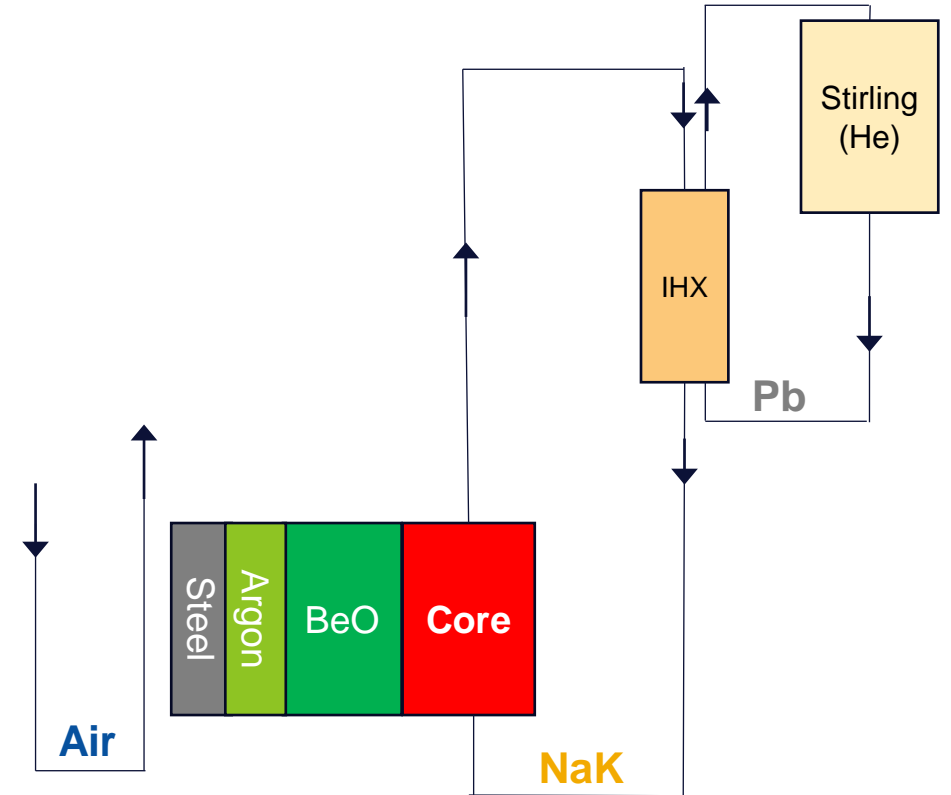 Stirling
(He)
IHX
Pb
Steel
Argon
BeO
Core
Air
NaK